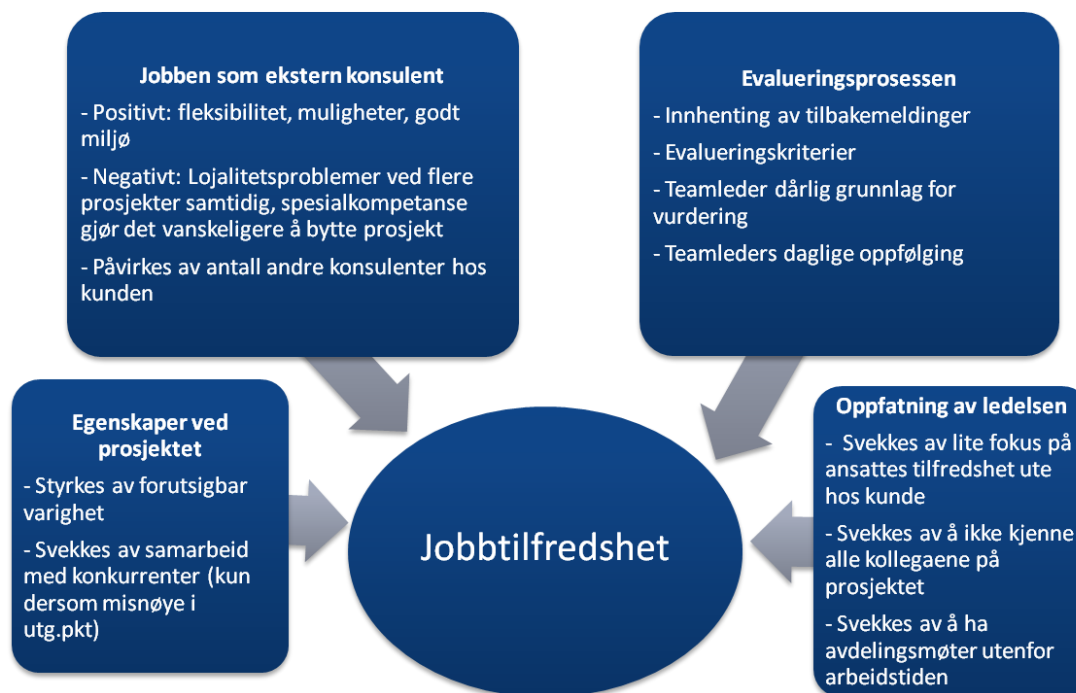 Jobben som ekstern konsulent
- Positivt: fleksibilitet, muligheter, godt
miljø
- Negativt: Lojalitetsproblemer ved flere
prosjekter samtidig, spesialkompetanse
gjør det vanskeligere å bytte prosjekt
- Påvirkes av antall andre konsulenter hos
kunden
Evalueringsprosessen
- Innhenting av tilbakemeldinger
- Evalueringskriterier
- Teamleder dårlig grunnlag for
vurdering
- Teamleders daglige oppfølging
Egenskaper ved
prosjektet
- Styrkes av forutsigbar
varighet
- Svekkes av samarbeid
med konkurrenter (kun
dersom misnøye i
utg.pkt)
Jobbtilfredshet
Oppfatning av ledelsen
- Svekkes av lite fokus på
ansattes tilfredshet ute
hos kunde
- Svekkes av å ikke kjenne
alle kollegaene på
prosjektet
- Svekkes av å ha
avdelingsmøter utenfor
arbeidstiden